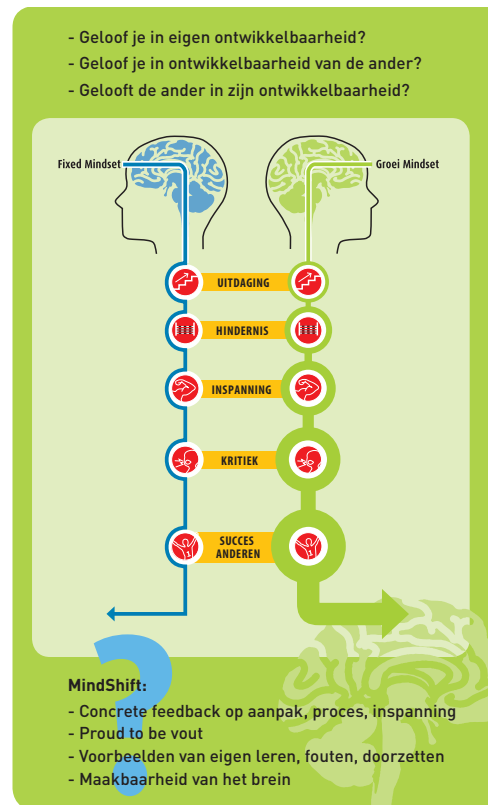 - Geloof je in eigen ontwikkelbaarheid?
- Geloof je in ontwikkelbaarheid van de ander?
- Gelooft de ander in zijn ontwikkelbaarheid?
Fixed Mindset
Groei Mindset
UITDAGING
HINDERNIS
INSPANNING
KRITIEK
SUCCES
ANDEREN
MindShift:
- Concrete feedback op aanpak, proces, inspanning
- Proud to be vout
- Voorbeelden van eigen leren, fouten, doorzetten
- Maakbaarheid van het brein
?